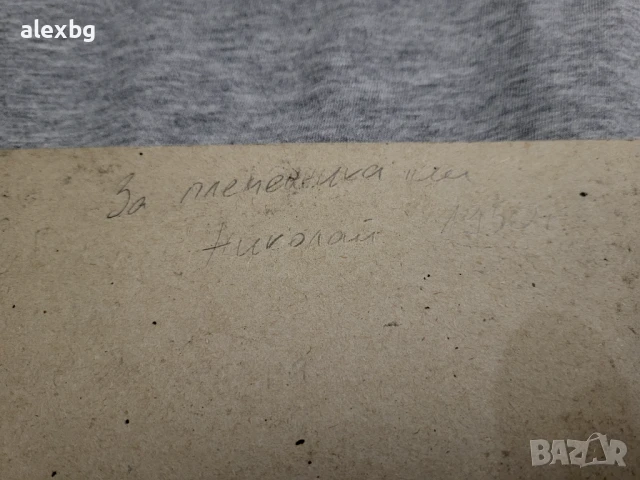 alexbg
За племенника ми
Николай
BAZAR